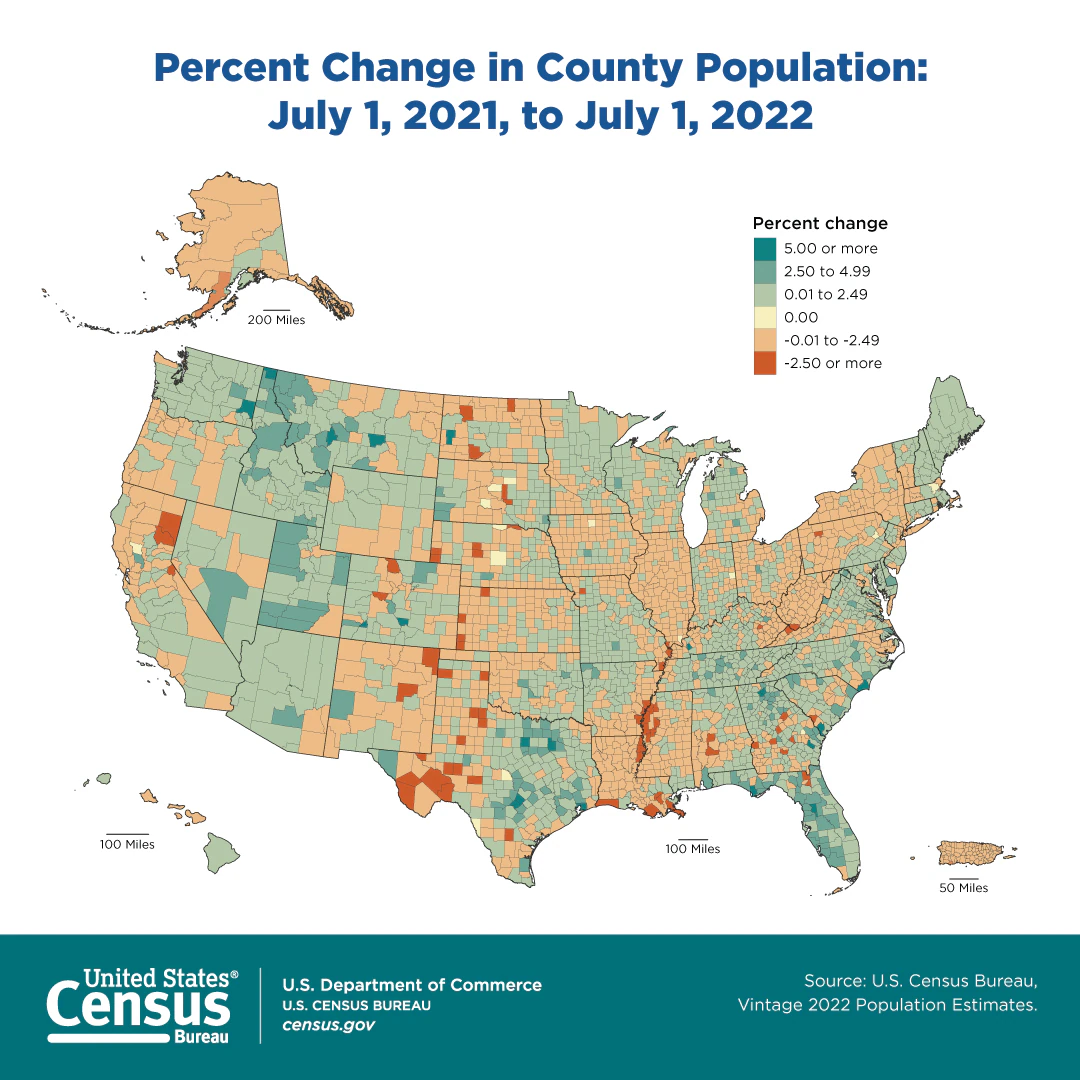 Percent Change in County Population:
July 1, 2021, to July 1, 2022
Percent change
5.00 or more
2.50 to 4.99
0.01 to 2.49
0.00
-0.01 to -2.49
-2.50 or more
200 Miles
100 Miles
100 Miles
50 Miles
United States®
Census
Bureau
U.S. Department of Commerce
U.S. CENSUS BUREAU
census.gov
Source: U.S. Census Bureau,
Vintage 2022 Population Estimates.